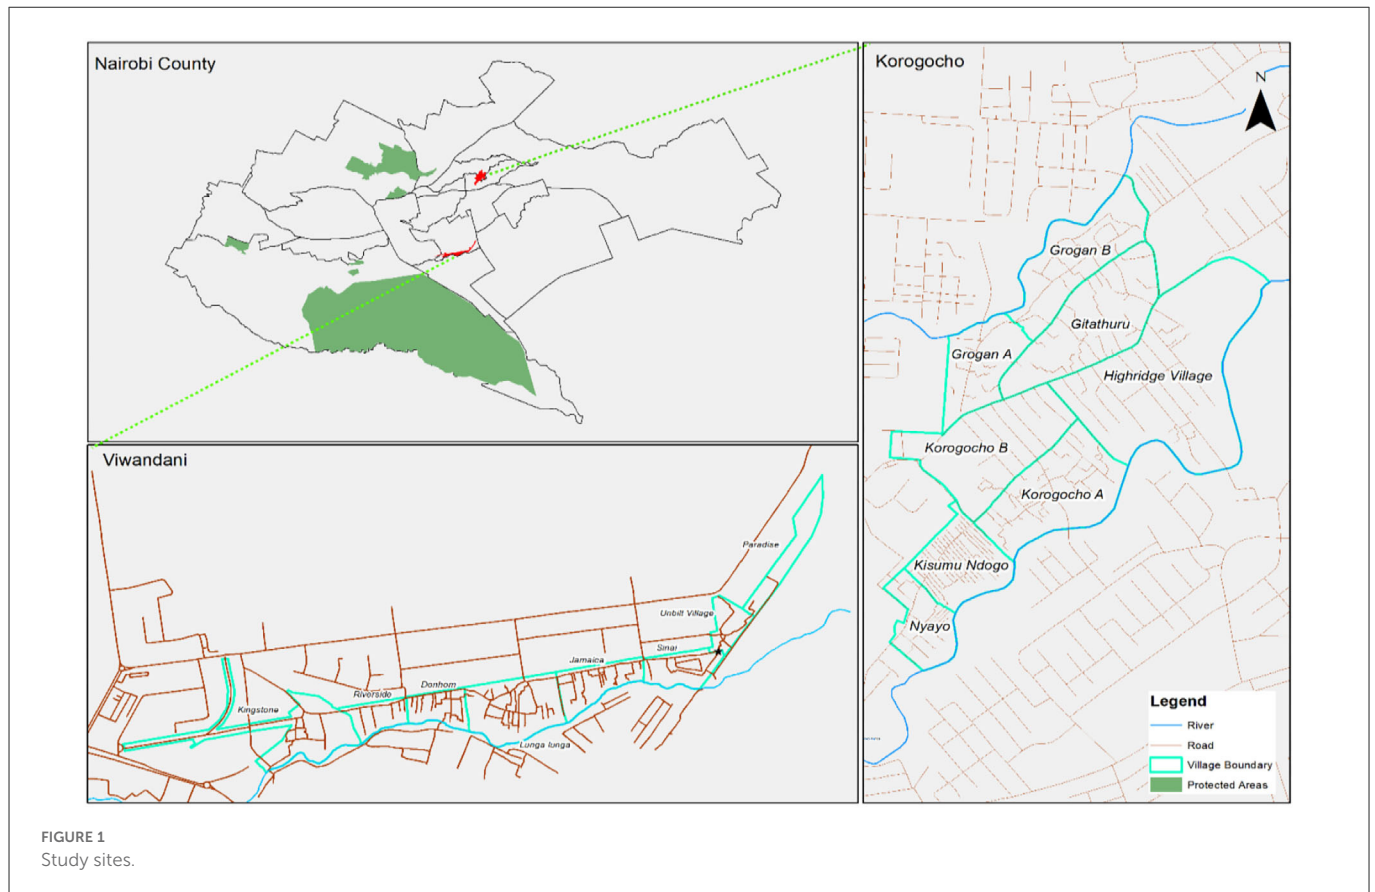 Nairobi County
Korogocho
N
Grogan B
Gitathuru
Grogan A
Highridge Village
Korogocho B
Korogocho A
Kisumu Ndogo
Nyayo
Legend
River
Road
Village Boundary
Protected Areas
Viwandani
Paradise
Unbilt Village
Sinai
Jamaica
Donhom
Riverside
Kingstone
Lunga lunga
FIGURE 1
Study sites.